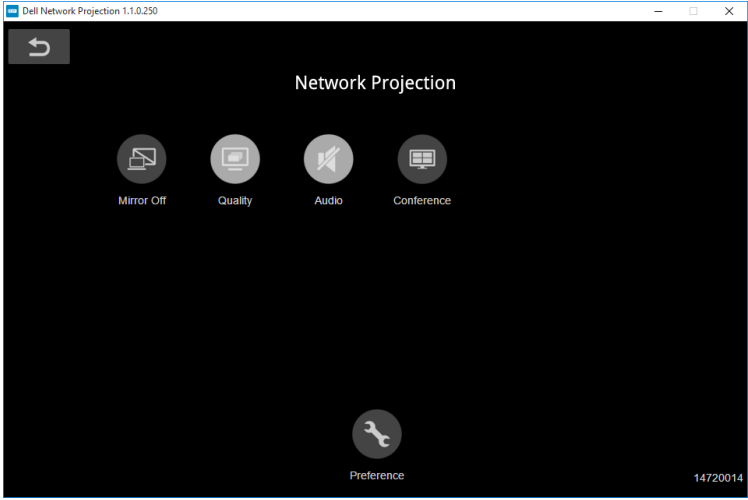 Dell Network Projection 1.1.0.250
Network Projection
Mirror Off
Quality
Audio
Conference
Preference
14720014